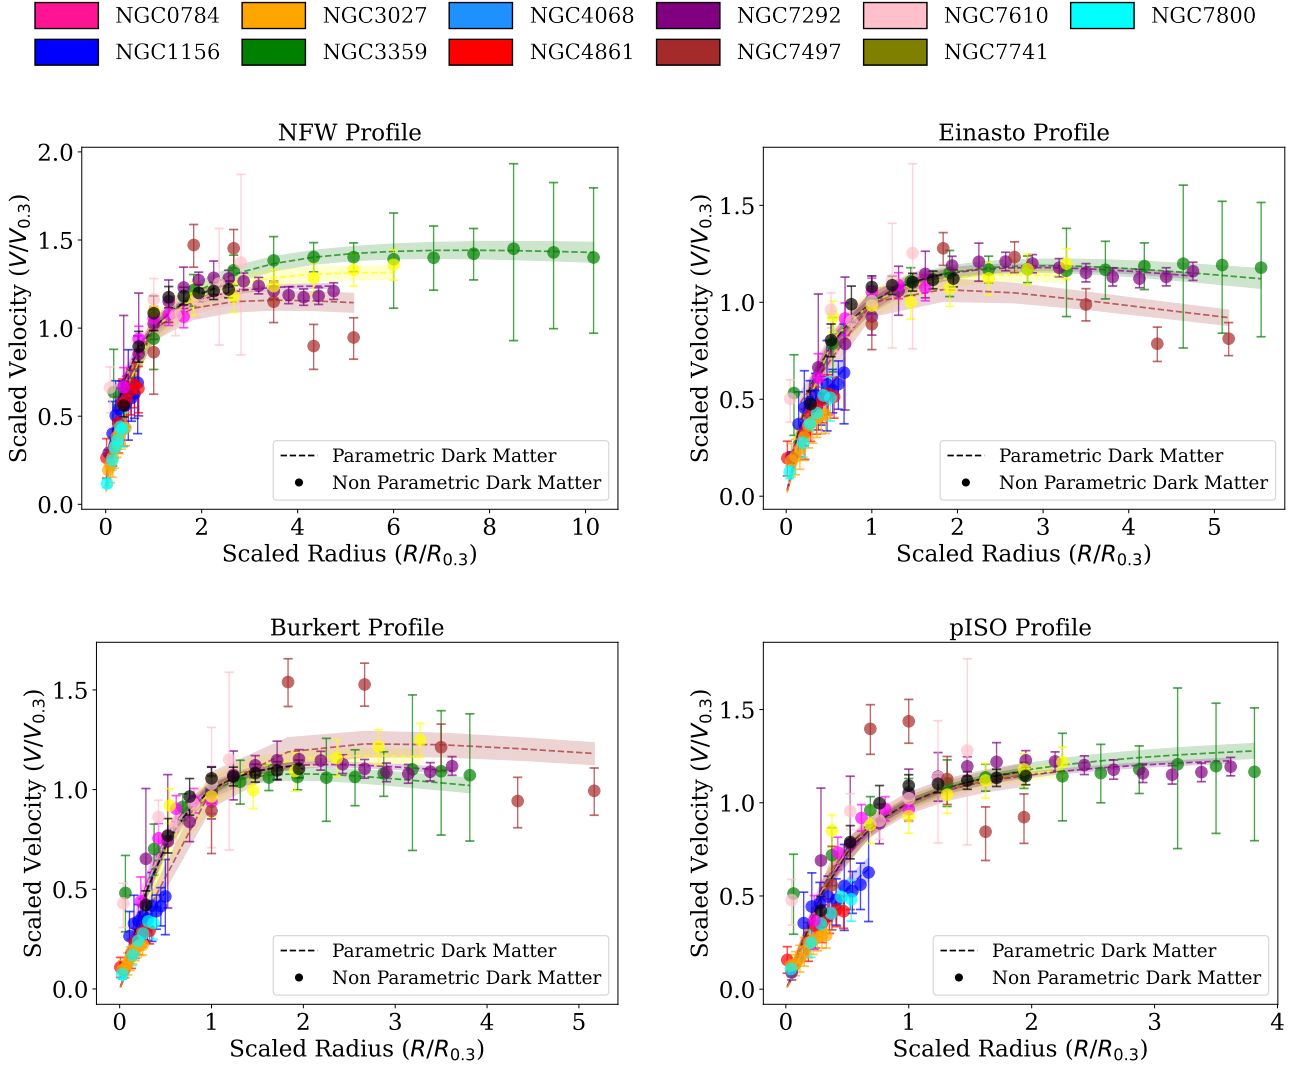 NGC0784 NGC3027 NGC4068 NGC7292 NGC7610 NGC7800
NGC1156 NGC3359 NGC4861 NGC7497 NGC7741
NFW Profile
Scaled Velocity (V/V0.3)
2.0
1.5
1.0
0.5
0.0
Parametric Dark Matter
Non Parametric Dark Matter
0 2 4 6 8 10
Scaled Radius (R/R0.3)
Einasto Profile
Scaled Velocity (V/V0.3)
1.5
1.0
0.5
0.0
Parametric Dark Matter
Non Parametric Dark Matter
0 1 2 3 4 5
Scaled Radius (R/R0.3)
Burkert Profile
Scaled Velocity (V/V0.3)
1.5
1.0
0.5
0.0
Parametric Dark Matter
Non Parametric Dark Matter
0 1 2 3 4 5
Scaled Radius (R/R0.3)
pISO Profile
Scaled Velocity (V/V0.3)
1.5
1.0
0.5
0.0
Parametric Dark Matter
Non Parametric Dark Matter
0 1 2 3 4
Scaled Radius (R/R0.3)